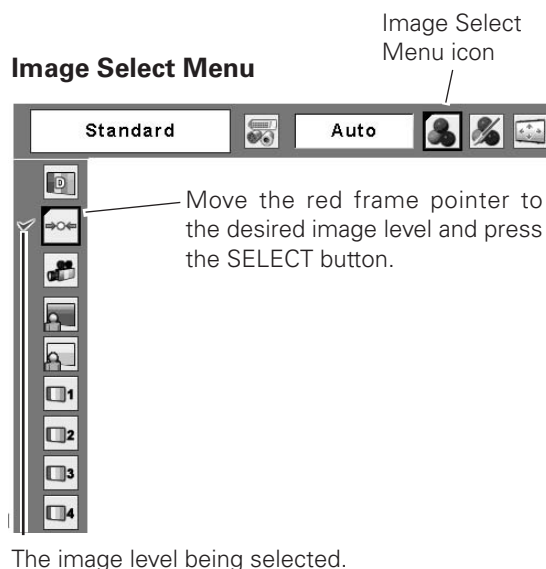 Image Select
Menu icon
Image Select Menu
Standard
Auto
D
Move the red frame pointer to
the desired image level and press
the SELECT button.
1
2
3
4
The image level being selected.